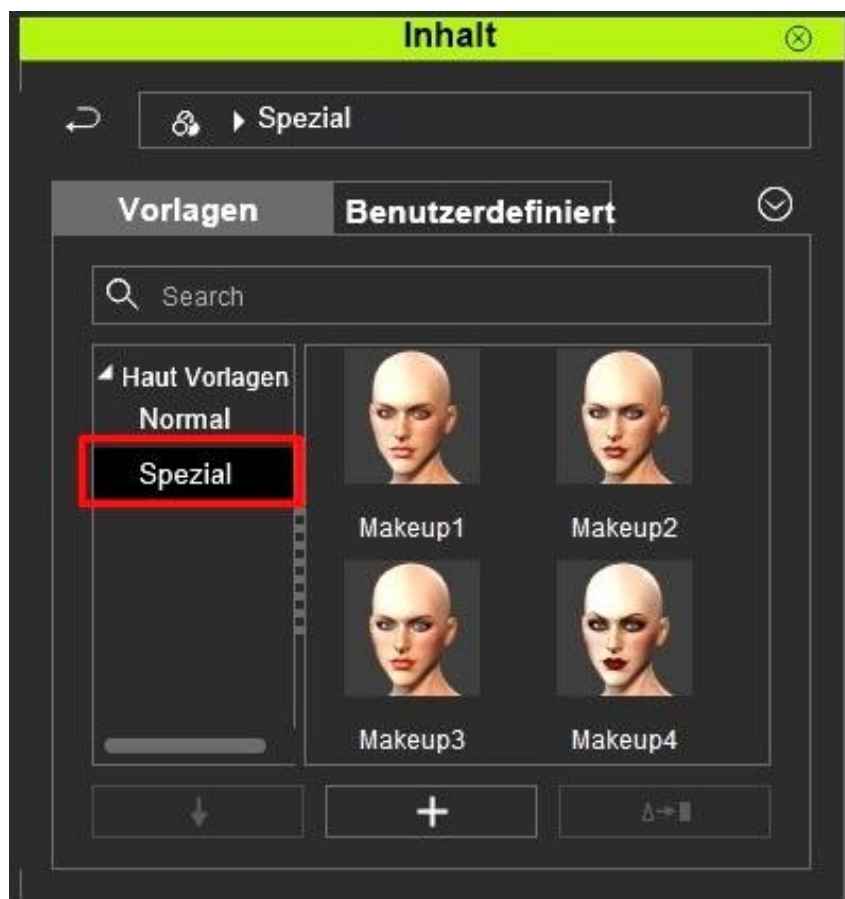 Inhalt
Spezial
Vorlagen Benutzerdefiniert
Search
Haut Vorlagen
Normal
Spezial
Makeup1 Makeup2
Makeup3 Makeup4